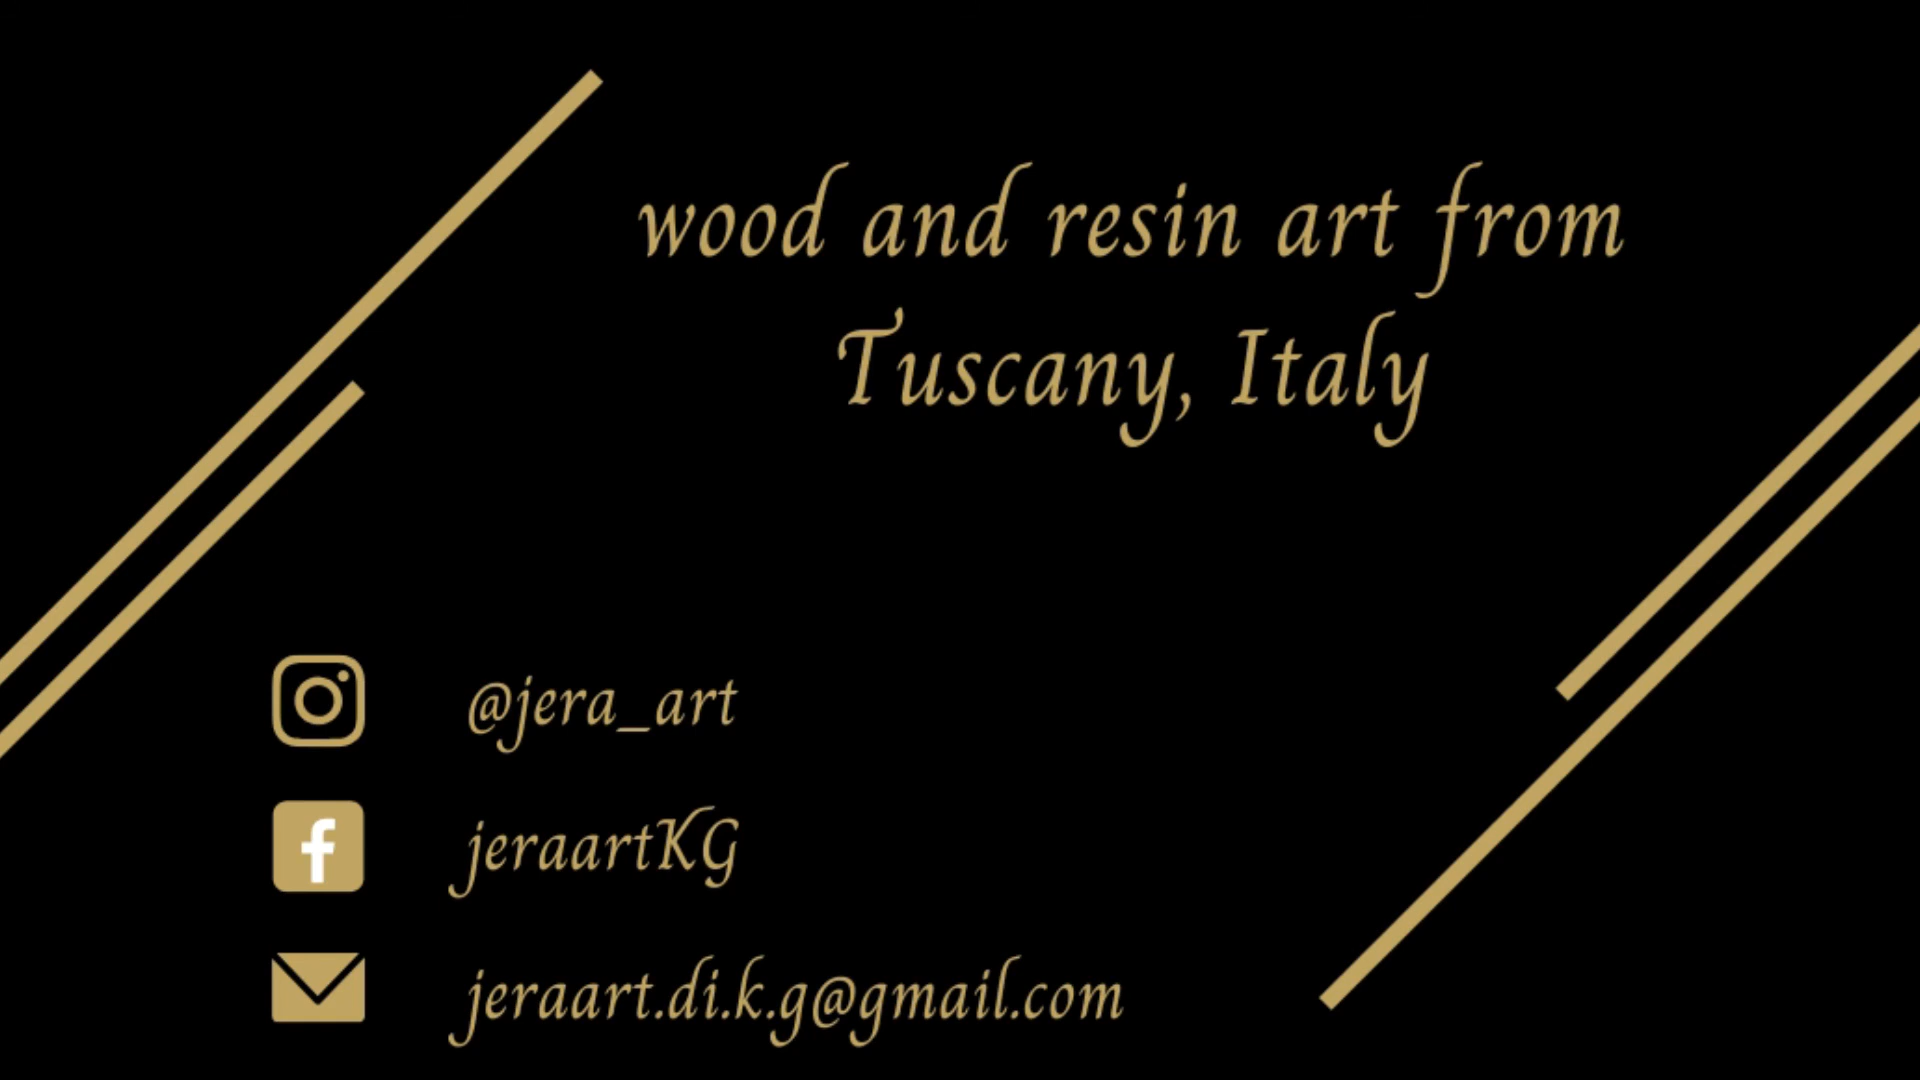 wood and resin art from
Tuscany, Italy
@jera_art
jeraartKG
jeraart.di.k.g@gmail.com